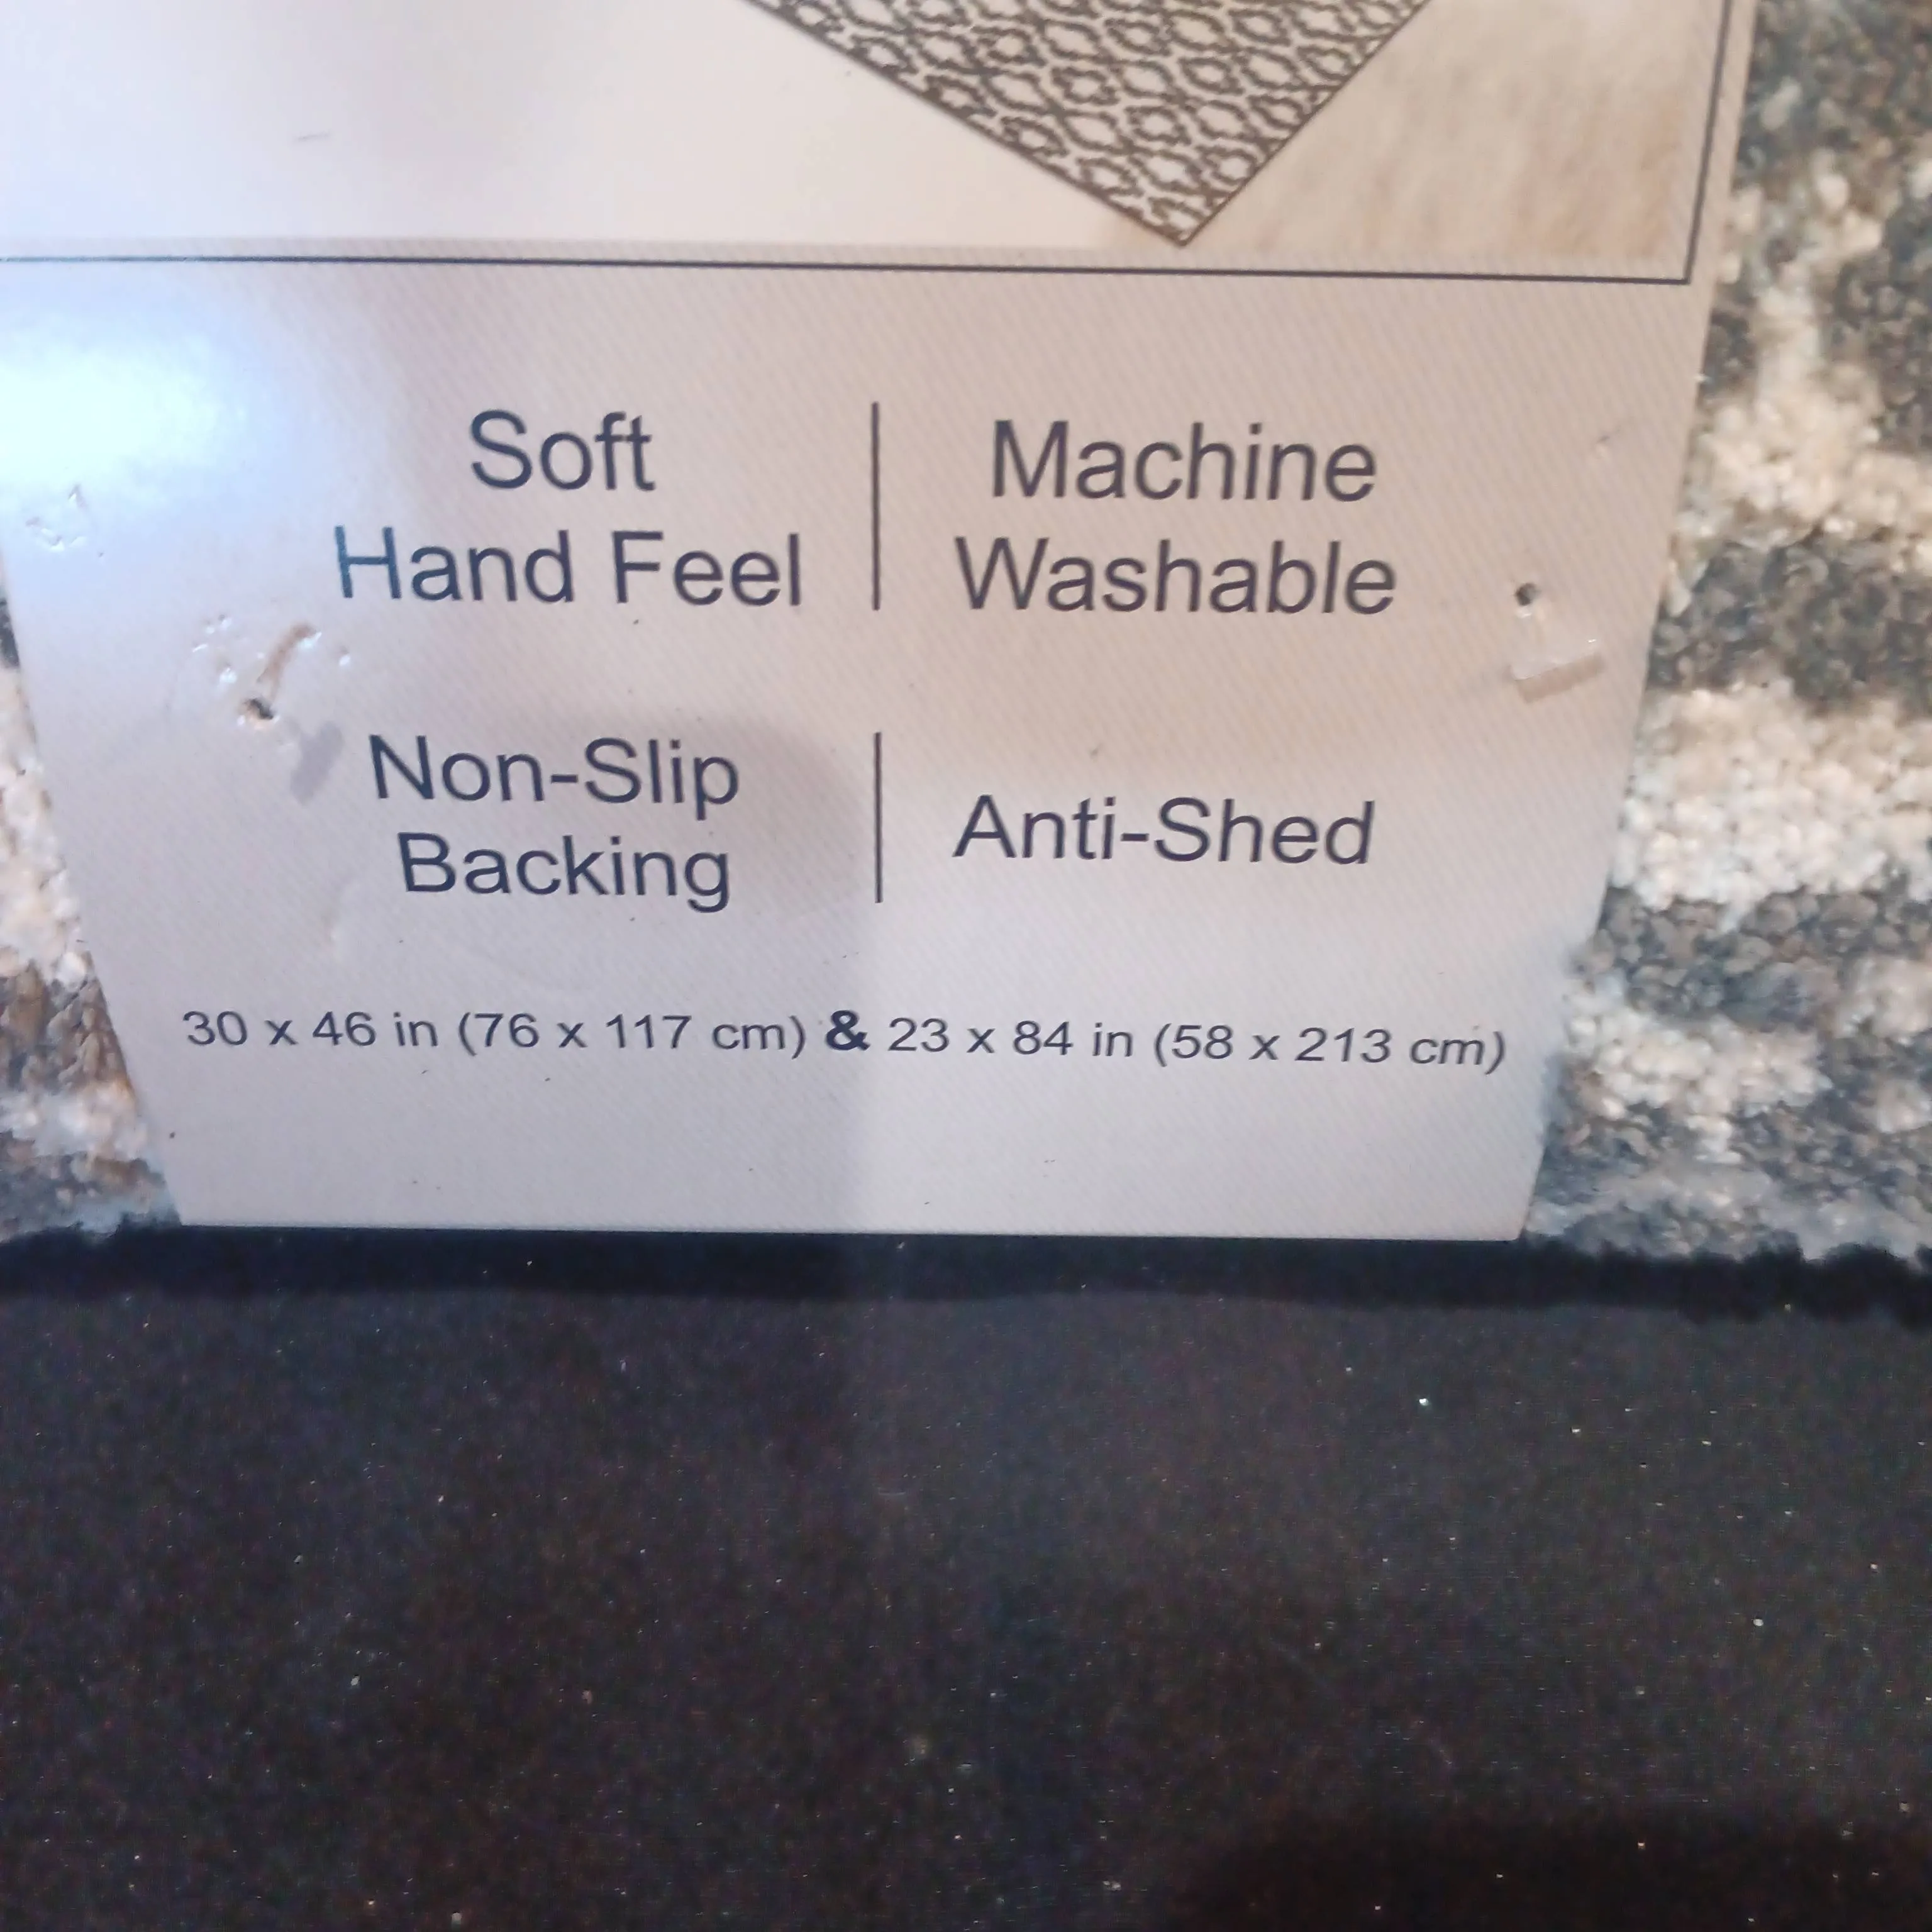 Soft
Hand Feel
Machine
Washable
Non-Slip
Backing
Anti-Shed
30 x 46 in (76 x 117 cm) & 23 x 84 in (58 x 213 cm)